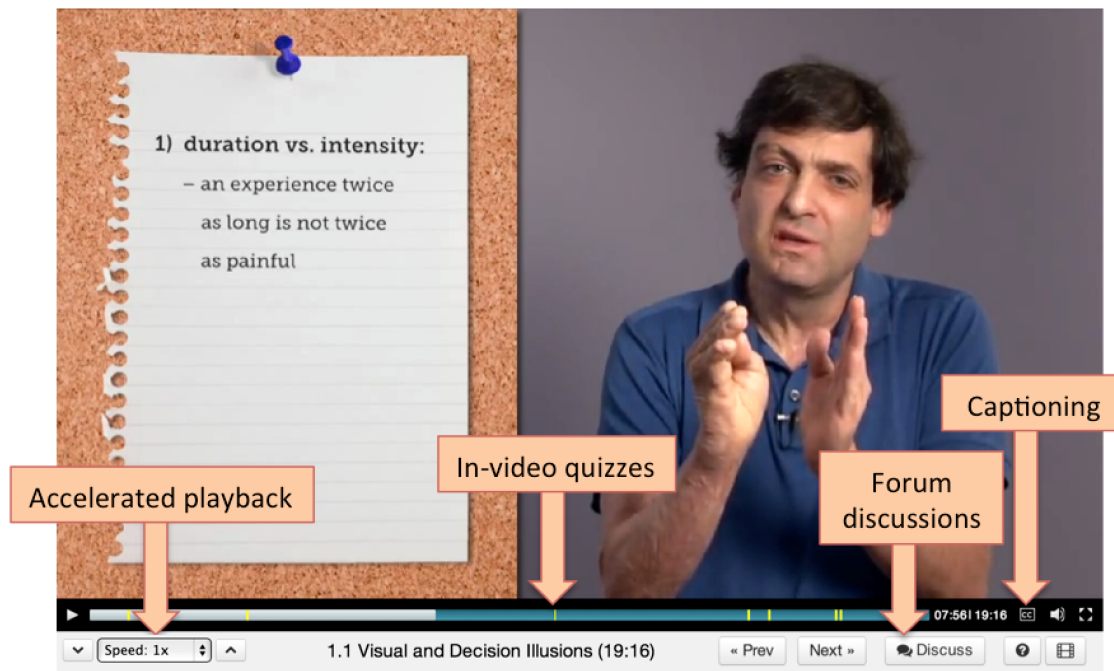 1) duration vs. intensity:
– an experience twice
as long is not twice
as painful
Captioning
In-video quizzes
Accelerated playback
Forum
discussions
07:56 | 19:16
CC
Speed: 1x
1.1 Visual and Decision Illusions (19:16)
« Prev
Next »
Discuss
?